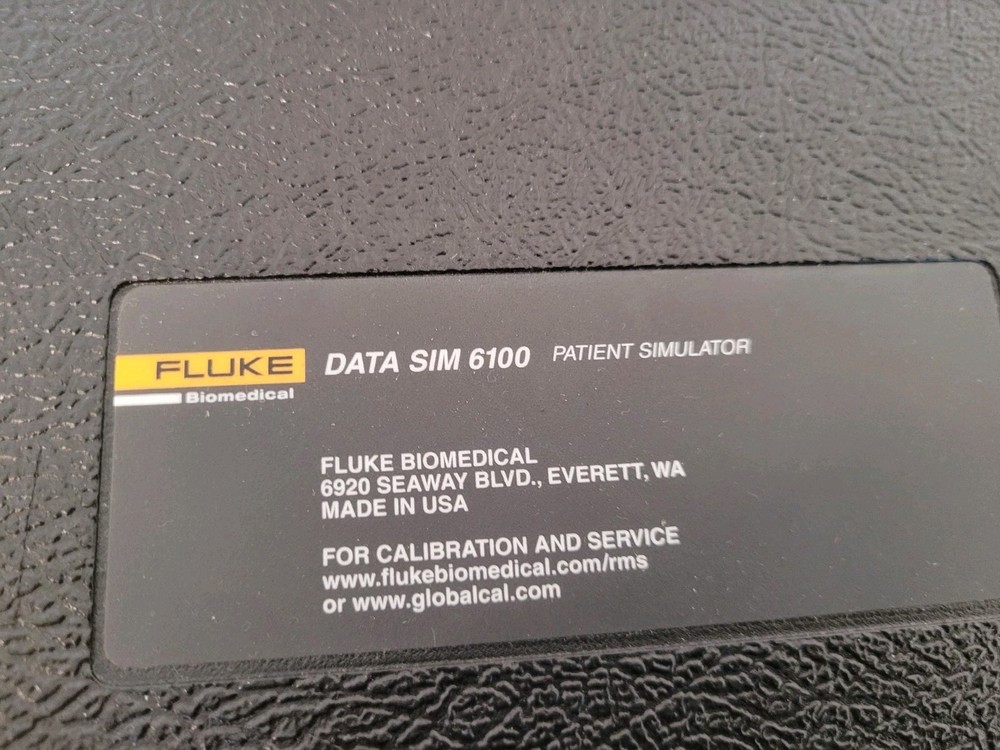 FLUKE
Biomedical
DATA SIM 6100 PATIENT SIMULATOR
FLUKE BIOMEDICAL
6920 SEAWAY BLVD., EVERETT, WA
MADE IN USA
FOR CALIBRATION AND SERVICE
www.flukebiomedical.com/rms
or www.globalcal.com